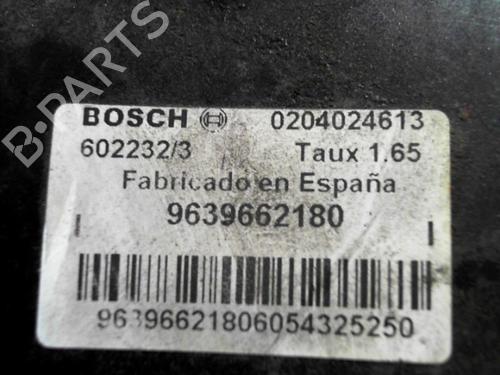 B-PARTS
BOSCH 0204024613
602232/3 Taux 1.65
Fabricado en España
9639662180
96396621806054325250